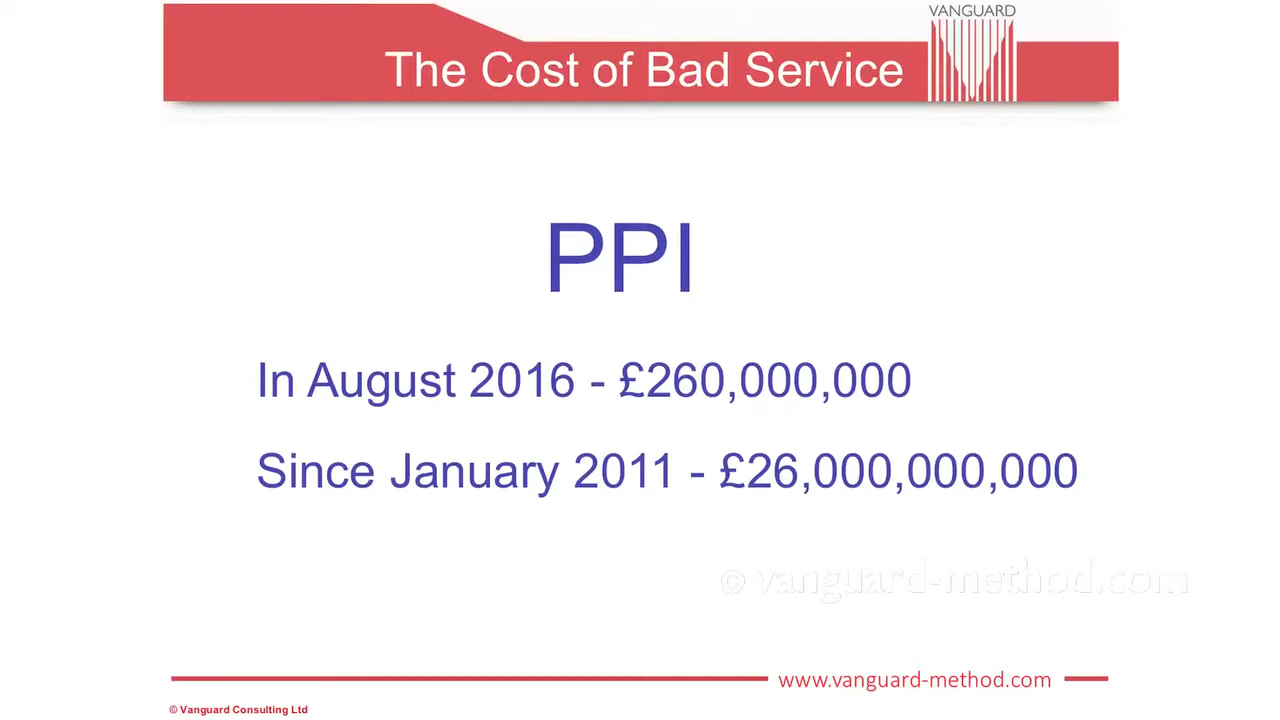 VANGUARD
The Cost of Bad Service
PPI
In August 2016 - £260,000,000
Since January 2011 - £26,000,000,000
© vanguard-method.com
www.vanguard-method.com
© Vanguard Consulting Ltd